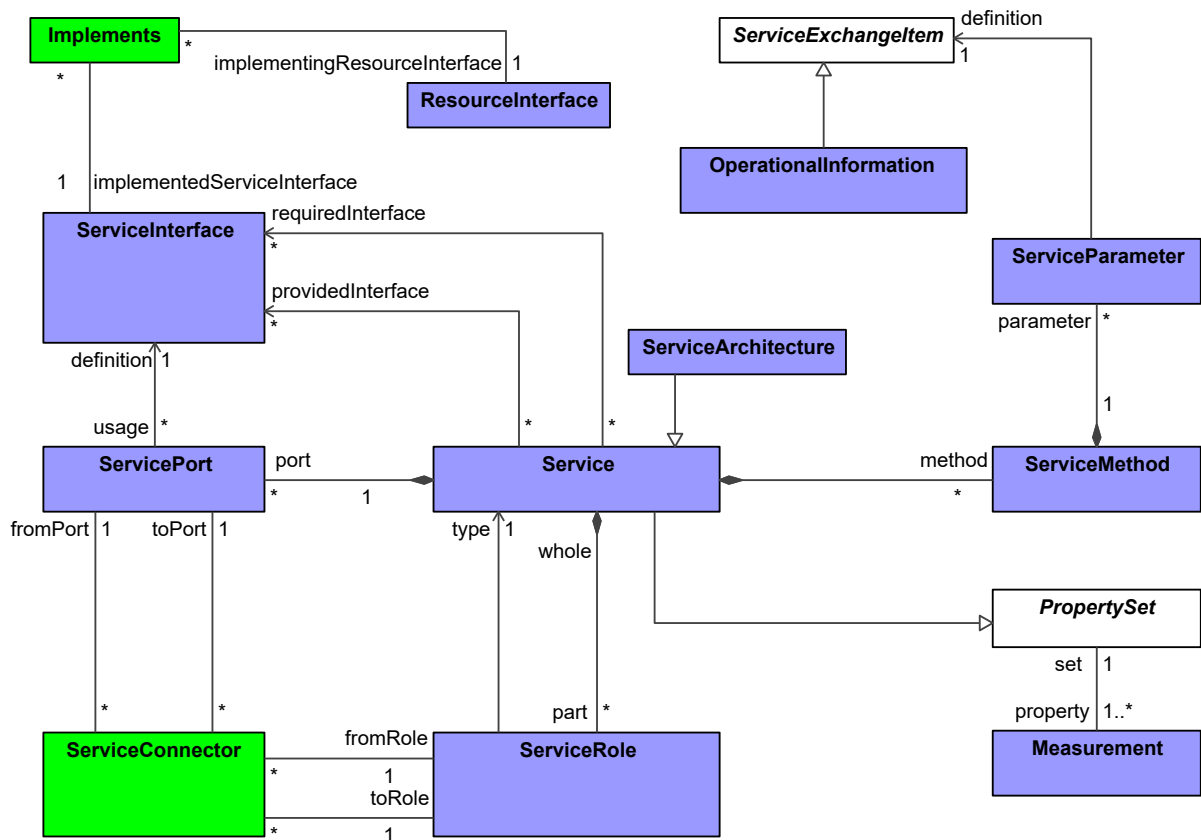 Implements
*
*
implementingResourceInterface
1
ResourceInterface
*
1
implementedServiceInterface
ServiceInterface
requiredInterface
*
providedInterface
*
definition
1
usage
*
ServicePort
port
*
1
*
*
Service
ServiceArchitecture
ServiceExchangeItem
definition
1
OperationalInformation
ServiceParameter
parameter
*
1
method
*
ServiceMethod
fromPort
1
toPort
1
type
1
whole
PropertySet
set
1
property
1..*
Measurement
*
*
part
*
ServiceConnector
fromRole
*
1
toRole
*
1
ServiceRole